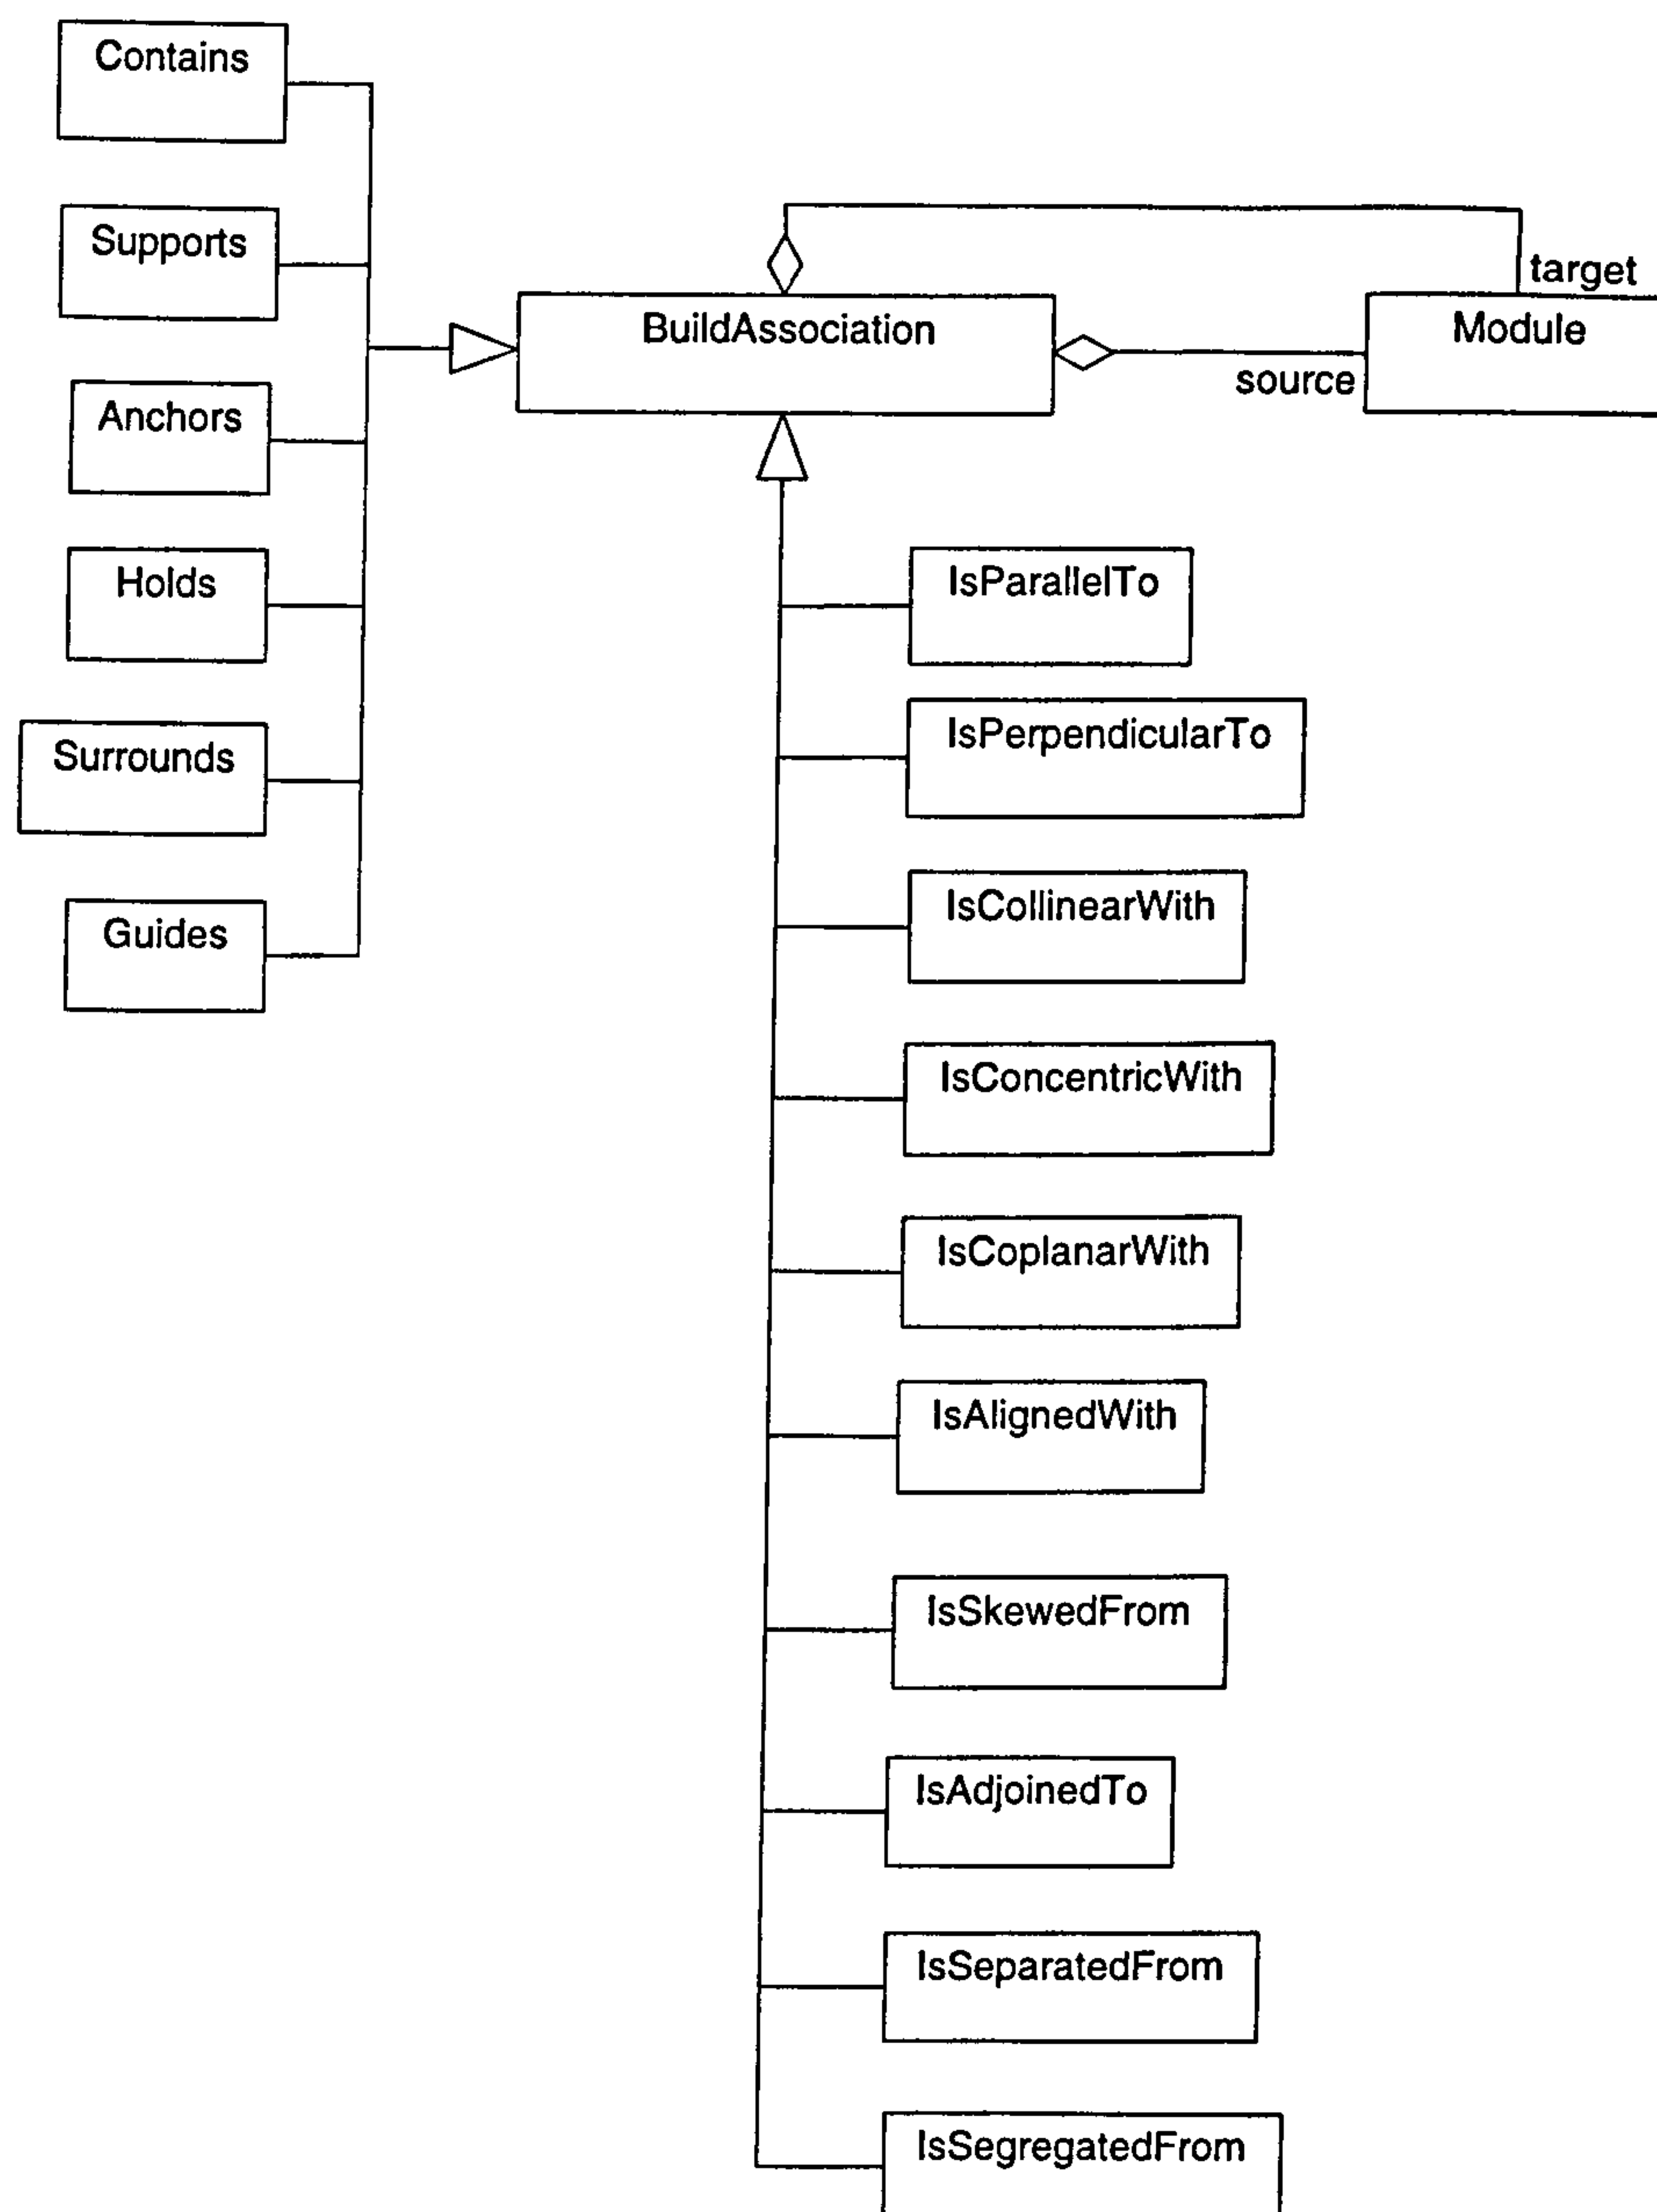 Contains
Supports
target
BuildAssociation
Module
source
Anchors
Holds
IsParallelTo
Surrounds
IsPerpendicularTo
Guides
IsCollinearWith
IsConcentricWith
IsCoplanarWith
IsAlignedWith
IsSkewedFrom
IsAdjoinedTo
IsSeparatedFrom
IsSegregatedFrom